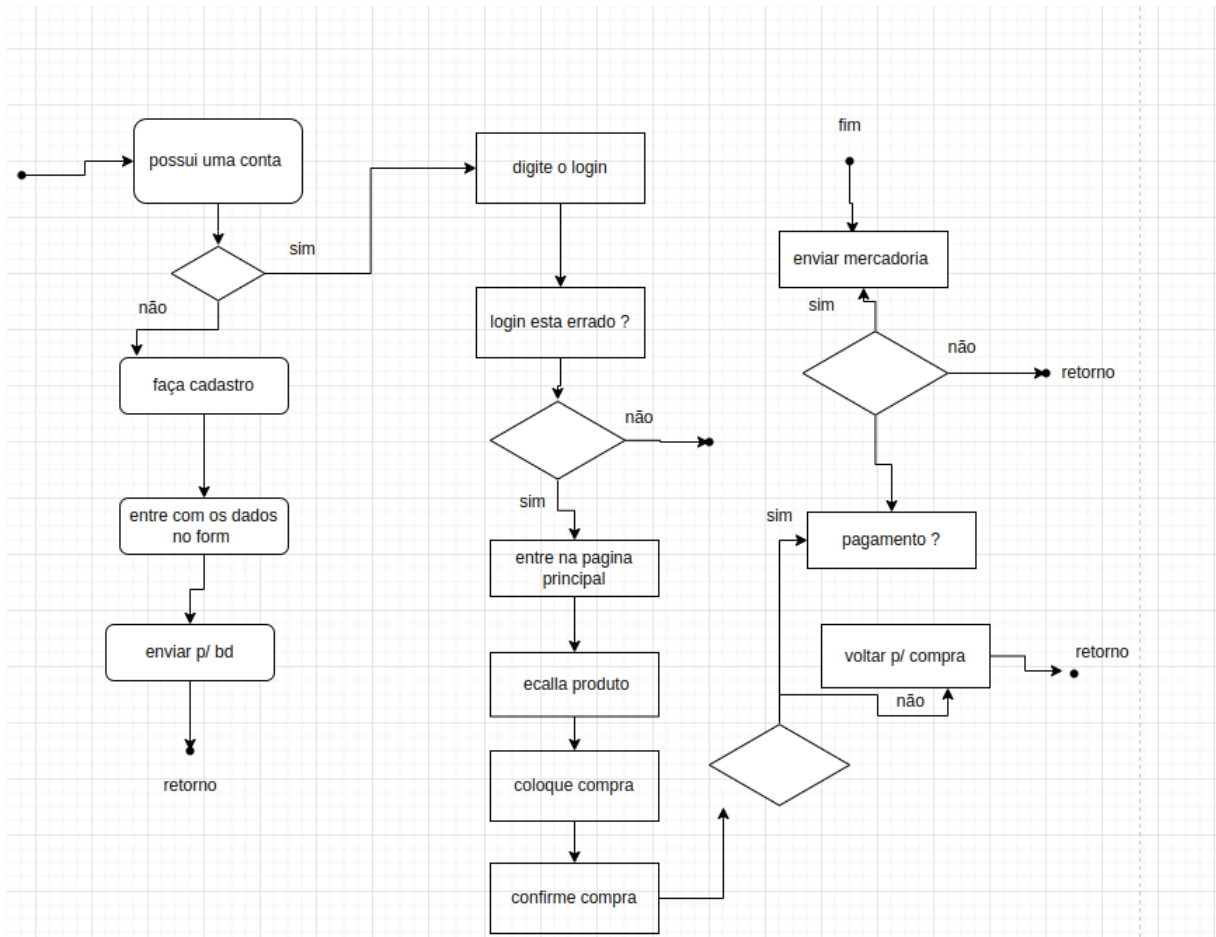 possui uma conta
sim
não
faça cadastro
entre com os dados
no form
enviar p/ bd
retorno
digite o login
login esta errado ?
não
sim
entre na pagina
principal
ecalla produto
coloque compra
confirme compra
fim
enviar mercadoria
sim
não
retorno
sim
pagamento ?
voltar p/ compra
retorno
não